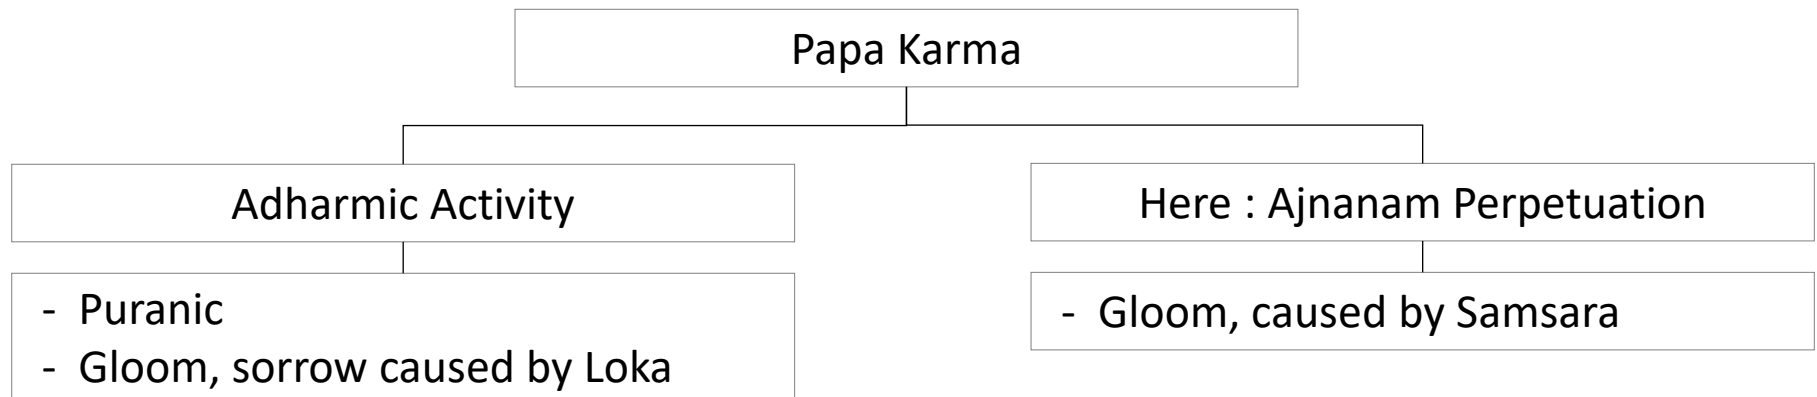 Papa Karma
Adharmic Activity
Here : Ajnanam Perpetuation
- Puranic
- Gloom, sorrow caused by Loka
- Gloom, caused by Samsara